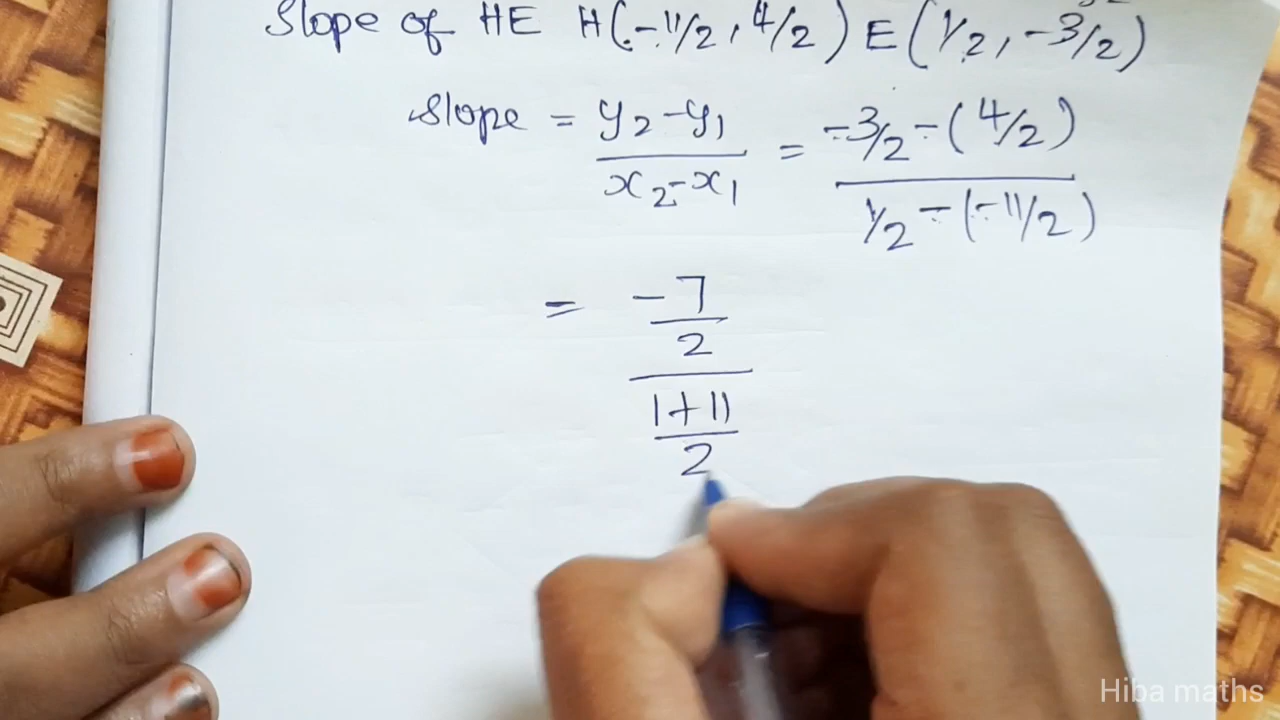 Slope of HE H(-11/2, 4/2) E(1/2, -3/2)
Slope = y2-y1 / x2-x1 = -3/2 - (4/2) / 1/2 - (-11/2)
= -7/2 / 1+11/2
Hiba maths